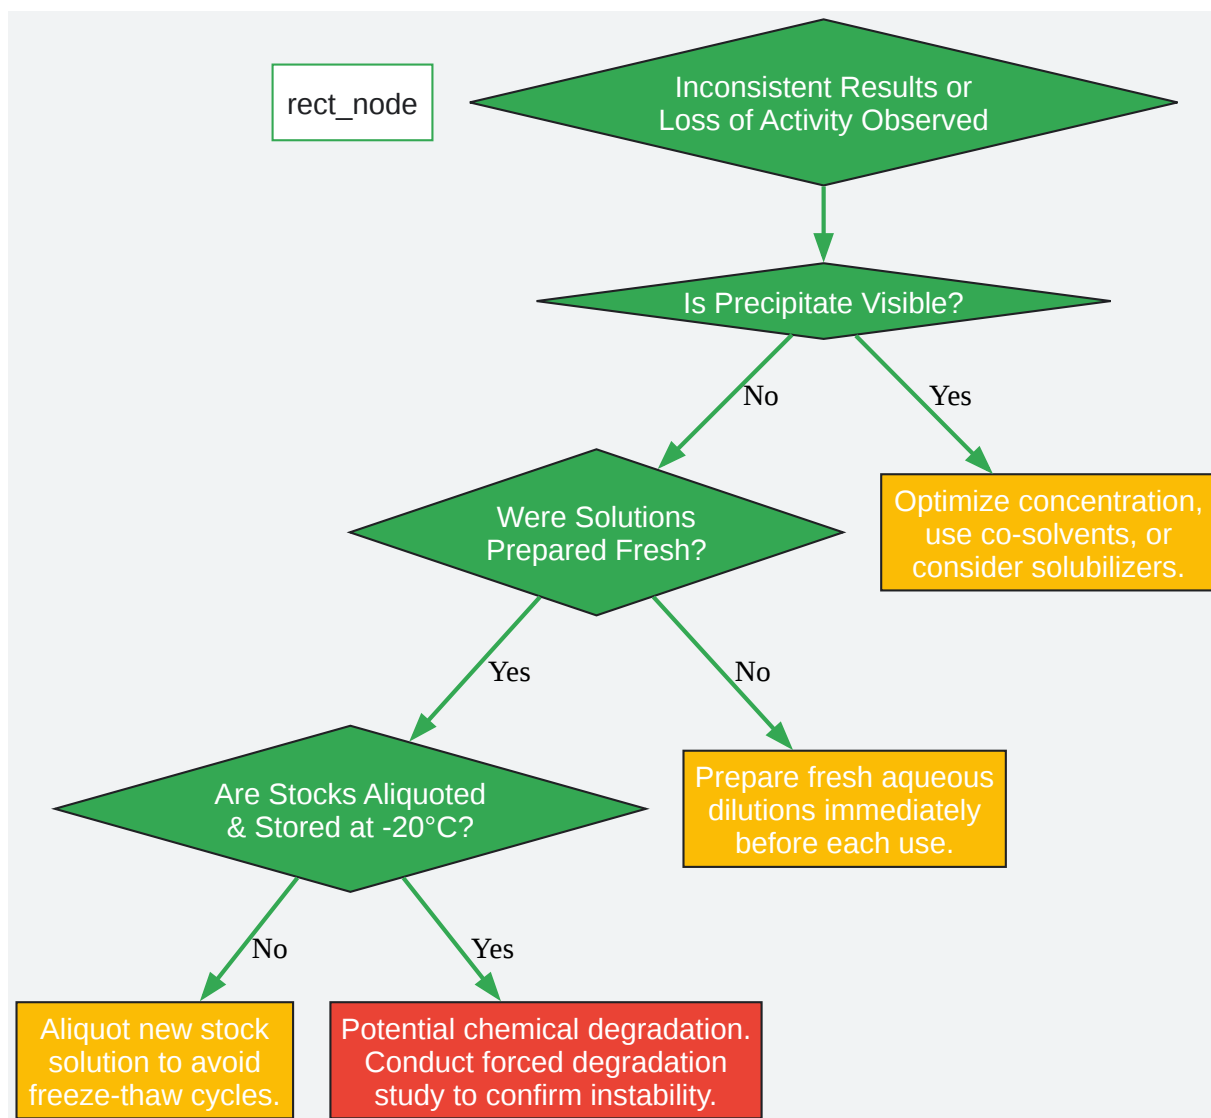 rect_node
Inconsistent Results or
Loss of Activity Observed
Is Precipitate Visible?
No
Yes
Were Solutions
Prepared Fresh?
Optimize concentration,
use co-solvents, or
consider solubilizers.
Yes
No
Are Stocks Aliquoted
& Stored at -20°C?
Prepare fresh aqueous
dilutions immediately
before each use.
No
Yes
Aliquot new stock
solution to avoid
freeze-thaw cycles.
Potential chemical degradation.
Conduct forced degradation
study to confirm instability.